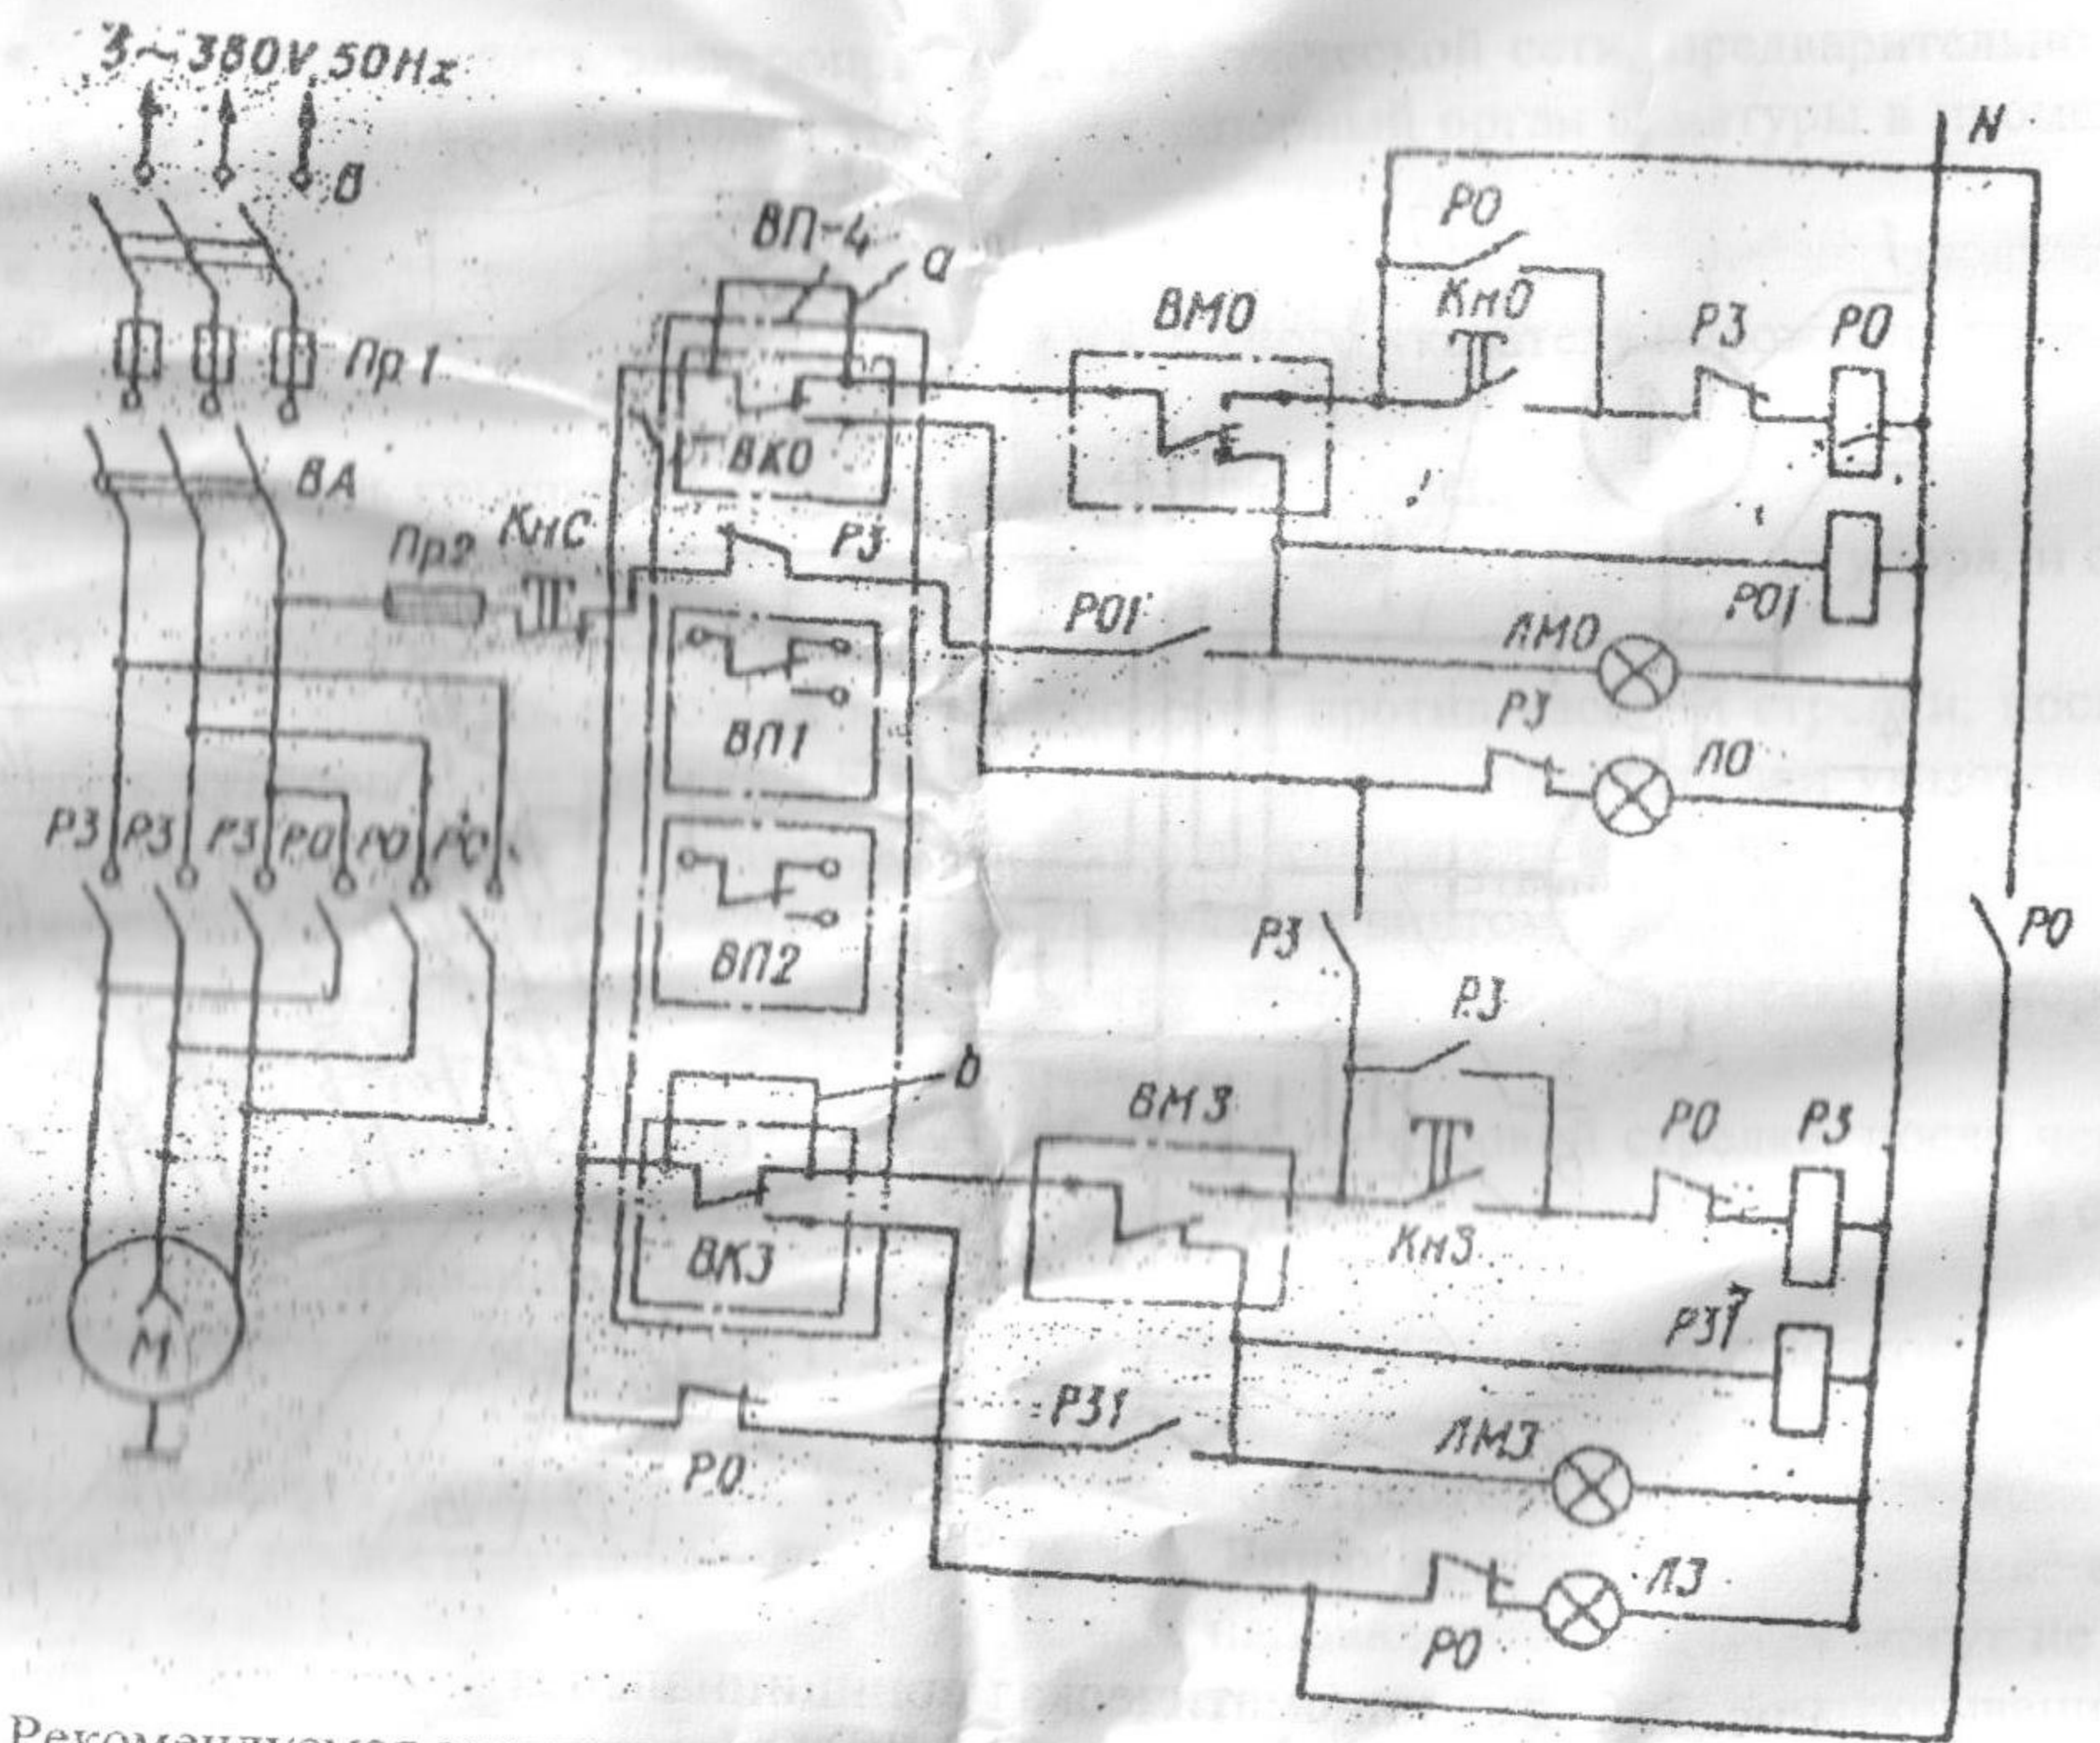 3~380V, 50Hz
В
N
РО
ВП-4
а
КнО
ВМО
РЗ
РО
Пр.1
ВКО
ВА
Пр2
КнС
РЗ
РО1
РО1
ЛМО
РЗ
ЛО
ВП1
РЗ РЗ РЗ РО РО РО
РЗ
РО
ВП2
РЗ
b
ВМЗ
РО
РЗ
КнЗ
ВКЗ
РЗ1
М
РЗ1
ЛМЗ
РО
ЛЗ
РО